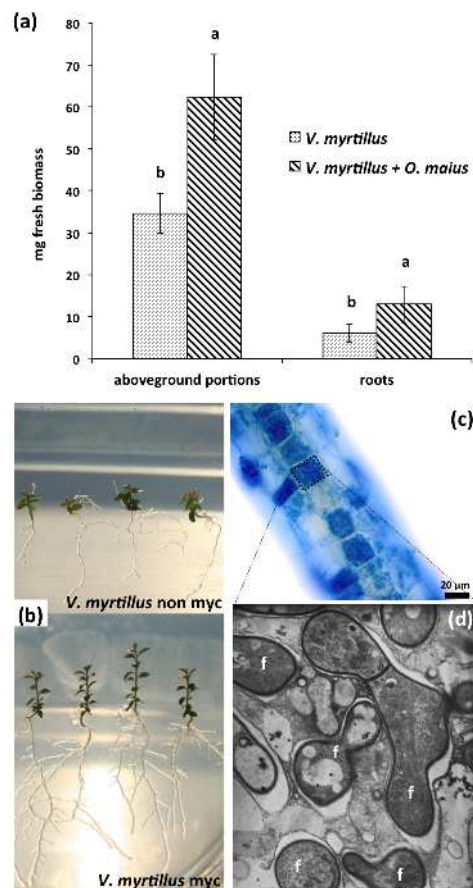 (a)
80
70
60
50
40
30
20
10
0
mg fresh biomass
b
a
b
a
V. myrtillus
V. myrtillus + O. maius
aboveground portions
roots
V. myrtillus non myc
(b)
V. myrtillus myc
(c)
20 µm
(d)
f
f
f
f
f
f